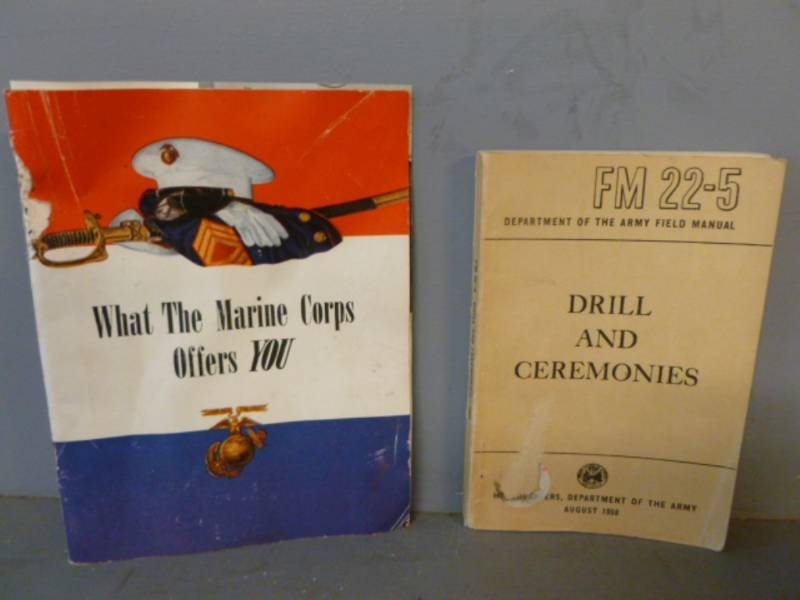 What The Marine Corps
Offers YOU
FM 22-5
DEPARTMENT OF THE ARMY FIELD MANUAL
DRILL
AND
CEREMONIES
DEPARTMENT OF THE ARMY
AUGUST 1958